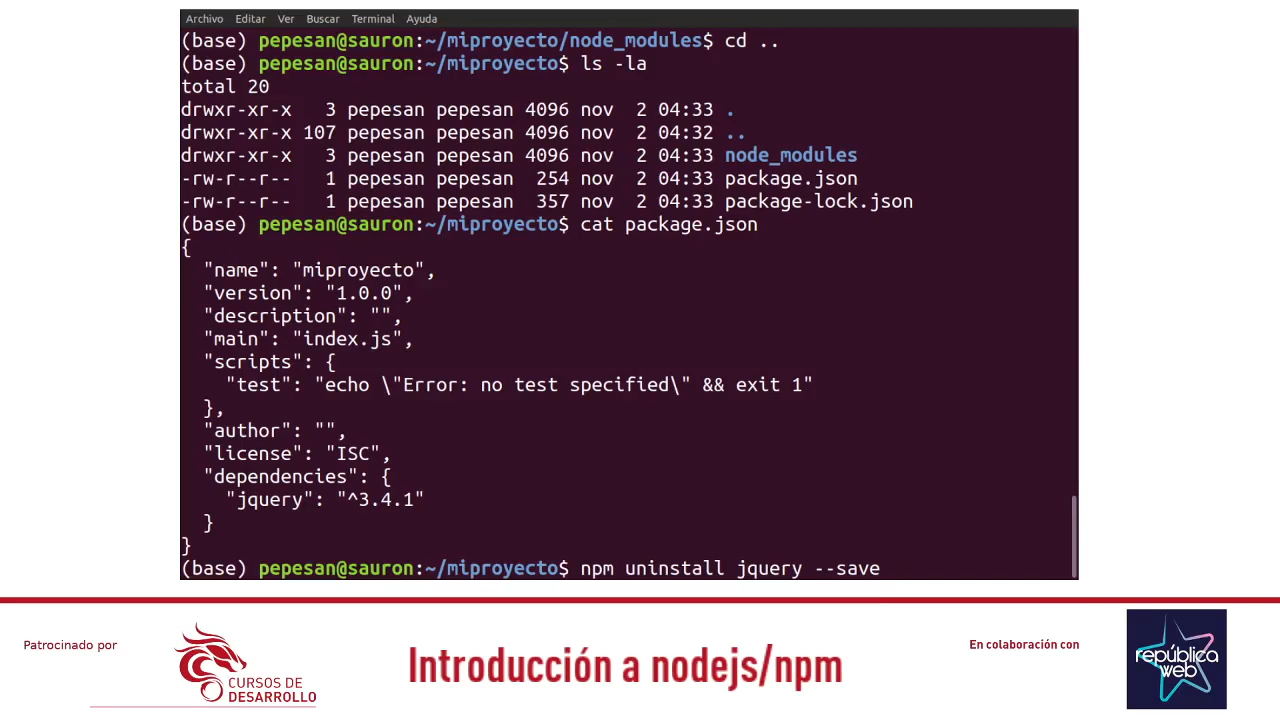 Archivo Editar Ver Buscar Terminal Ayuda
(base) pepesan@sauron:~/miproyecto/node_modules$ cd ..
(base) pepesan@sauron:~/miproyecto$ ls -la
total 20
drwxr-xr-x   3 pepesan pepesan 4096 nov  2 04:33 .
drwxr-xr-x 107 pepesan pepesan 4096 nov  2 04:32 ..
drwxr-xr-x   3 pepesan pepesan 4096 nov  2 04:33 node_modules
-rw-r--r--   1 pepesan pepesan  254 nov  2 04:33 package.json
-rw-r--r--   1 pepesan pepesan  357 nov  2 04:33 package-lock.json
(base) pepesan@sauron:~/miproyecto$ cat package.json
{
  "name": "miproyecto",
  "version": "1.0.0",
  "description": "",
  "main": "index.js",
  "scripts": {
    "test": "echo \"Error: no test specified\" && exit 1"
  },
  "author": "",
  "license": "ISC",
  "dependencies": {
    "jquery": "^3.4.1"
  }
}
(base) pepesan@sauron:~/miproyecto$ npm uninstall jquery --save
Patrocinado por
CURSOS DE
DESARROLLO
Introducción a nodejs/npm
En colaboración con
república
web